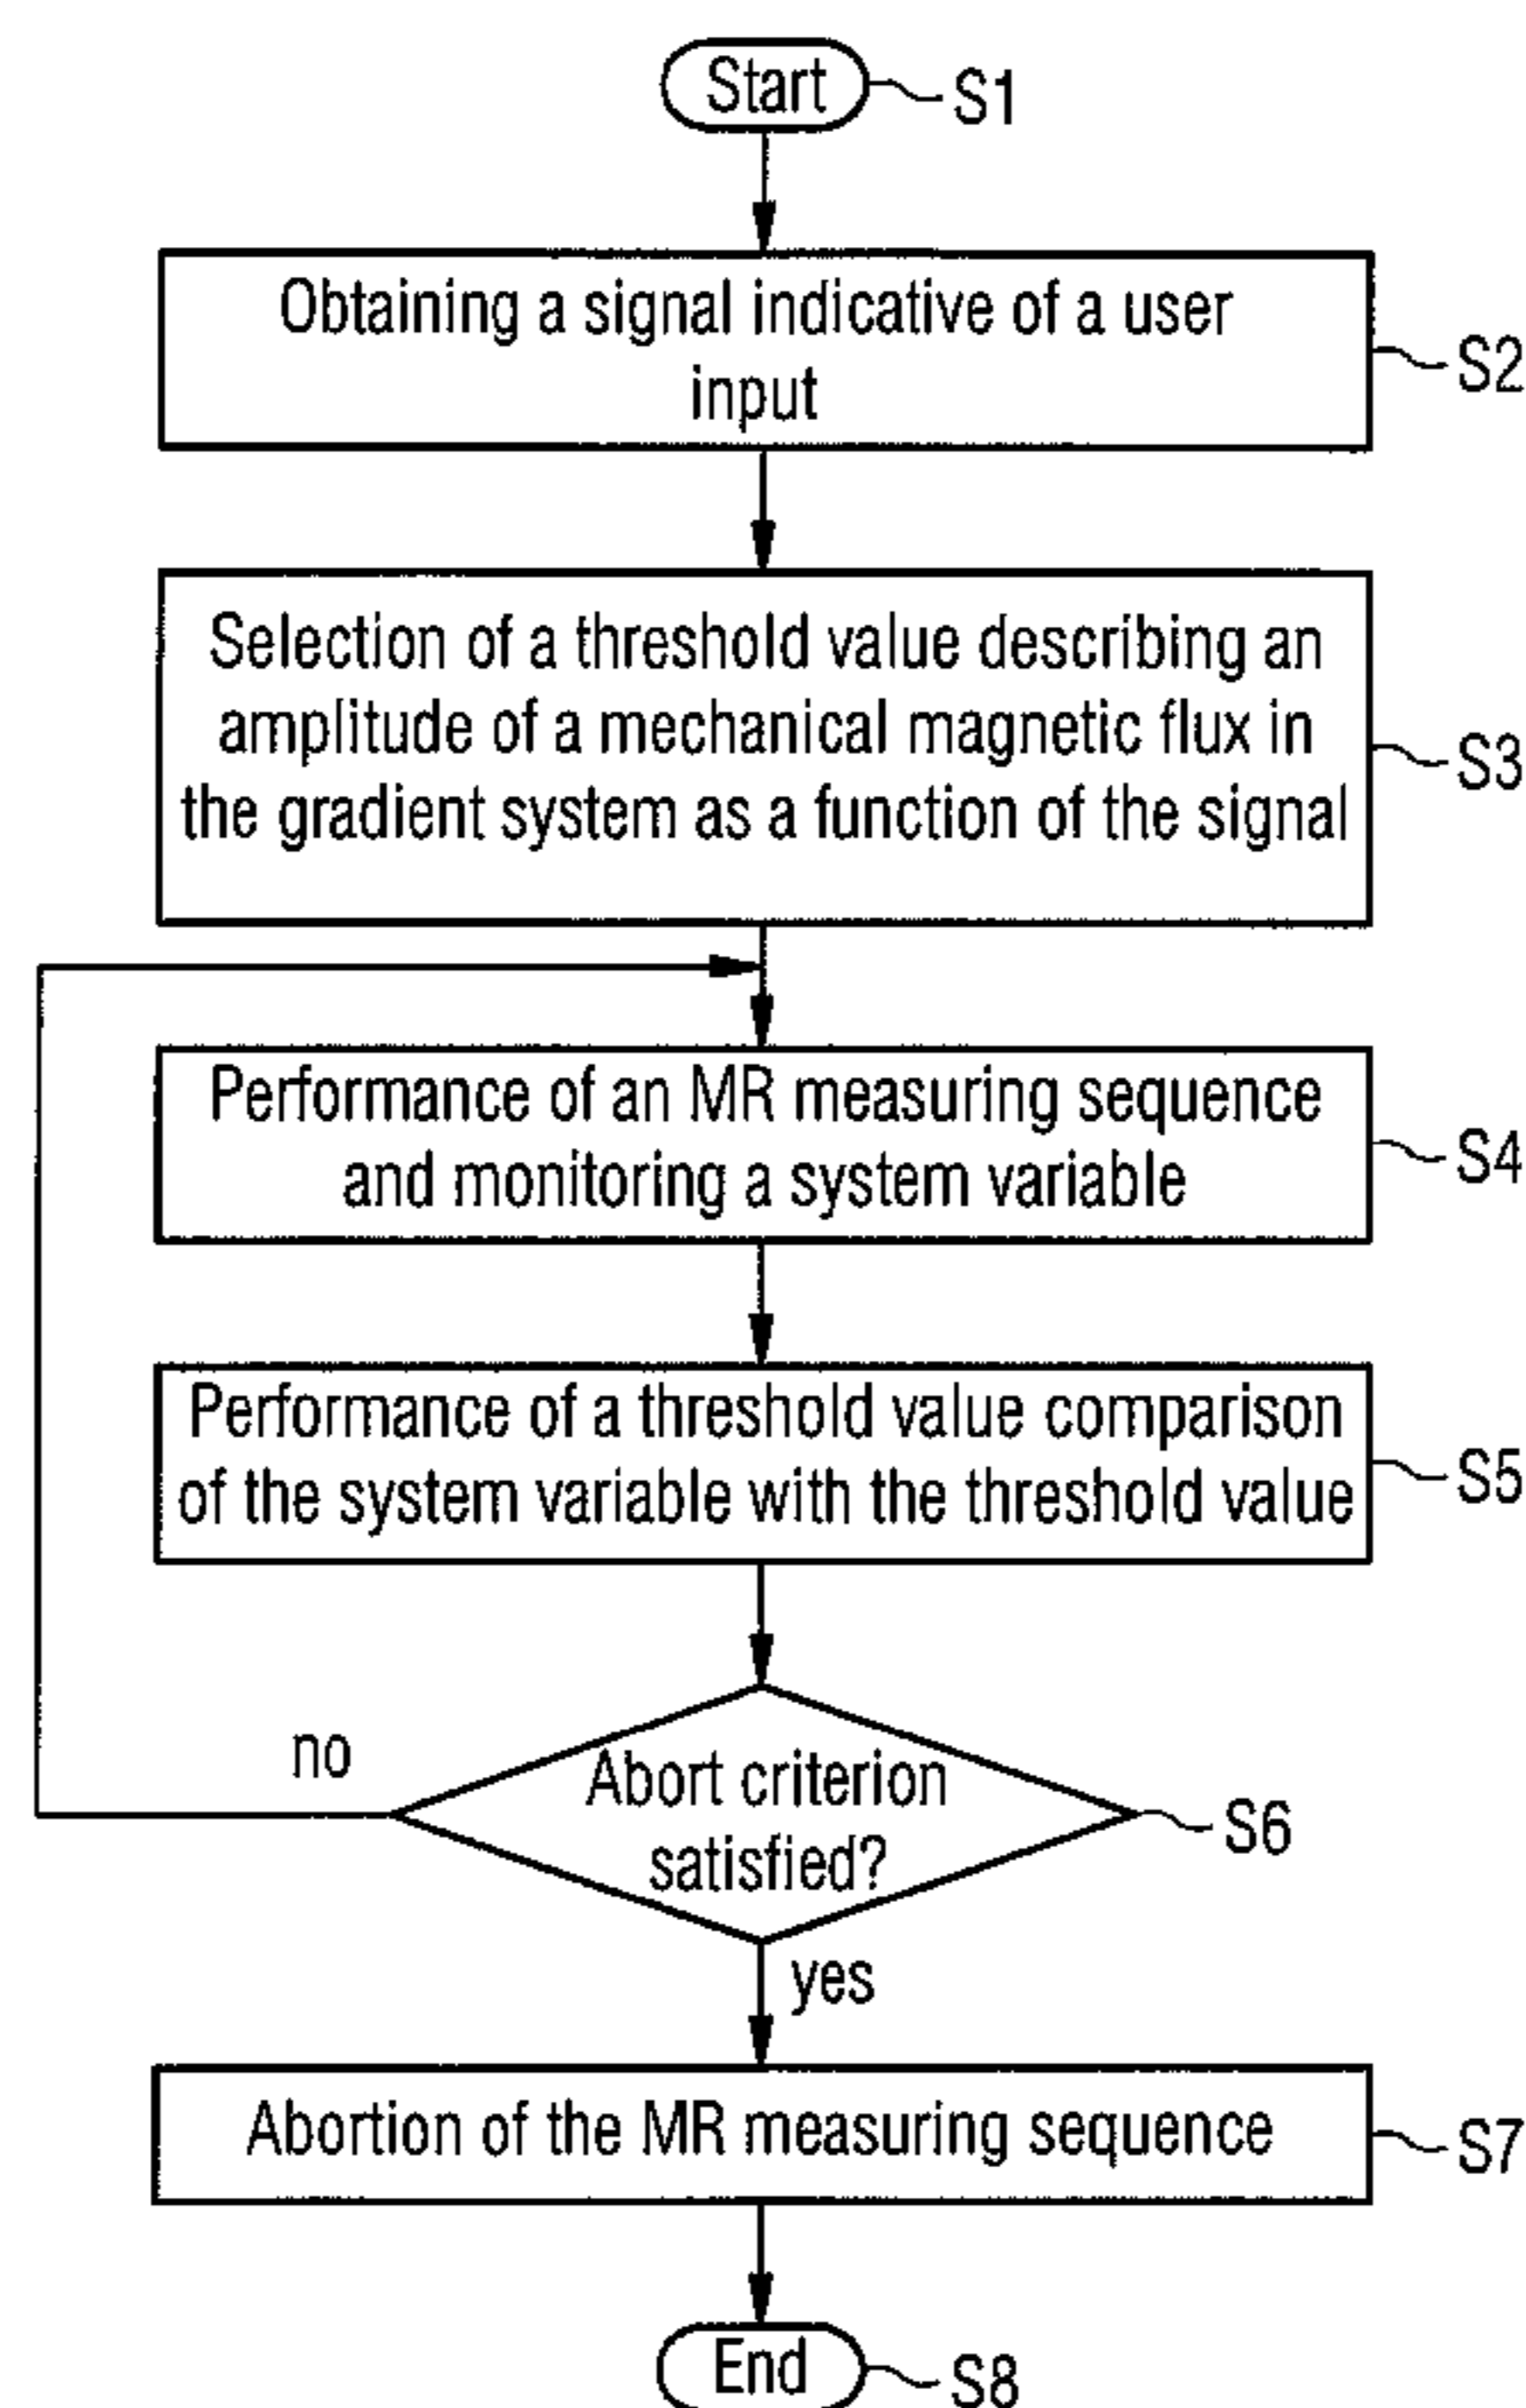 Start
S1
Obtaining a signal indicative of a user
input
S2
Selection of a threshold value describing an
amplitude of a mechanical magnetic flux in
the gradient system as a function of the signal
S3
Performance of an MR measuring sequence
and monitoring a system variable
S4
Performance of a threshold value comparison
of the system variable with the threshold value
S5
no
Abort criterion
satisfied?
S6
yes
Abortion of the MR measuring sequence
S7
End
S8